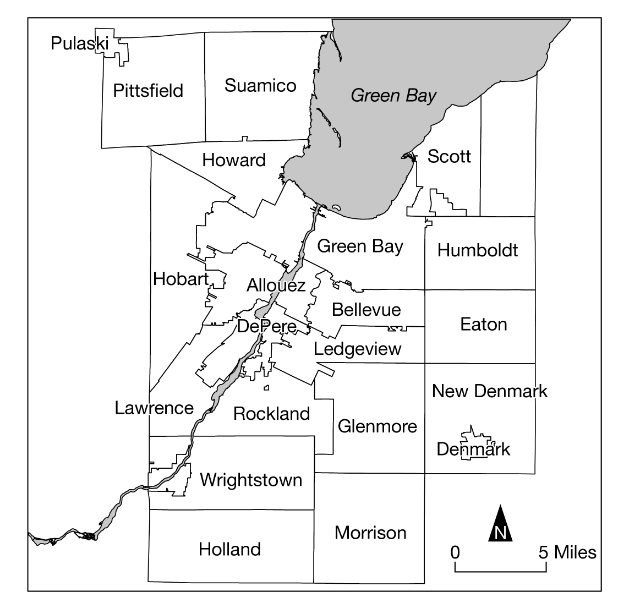 Pulaski
Pittsfield
Suamico
Green Bay
Howard
Scott
Green Bay
Humboldt
Hobart
Allouez
Bellevue
DePere
Eaton
Ledgeview
New Denmark
Lawrence
Rockland
Glenmore
Denmark
Wrightstown
Morrison
Holland
N
0 5 Miles